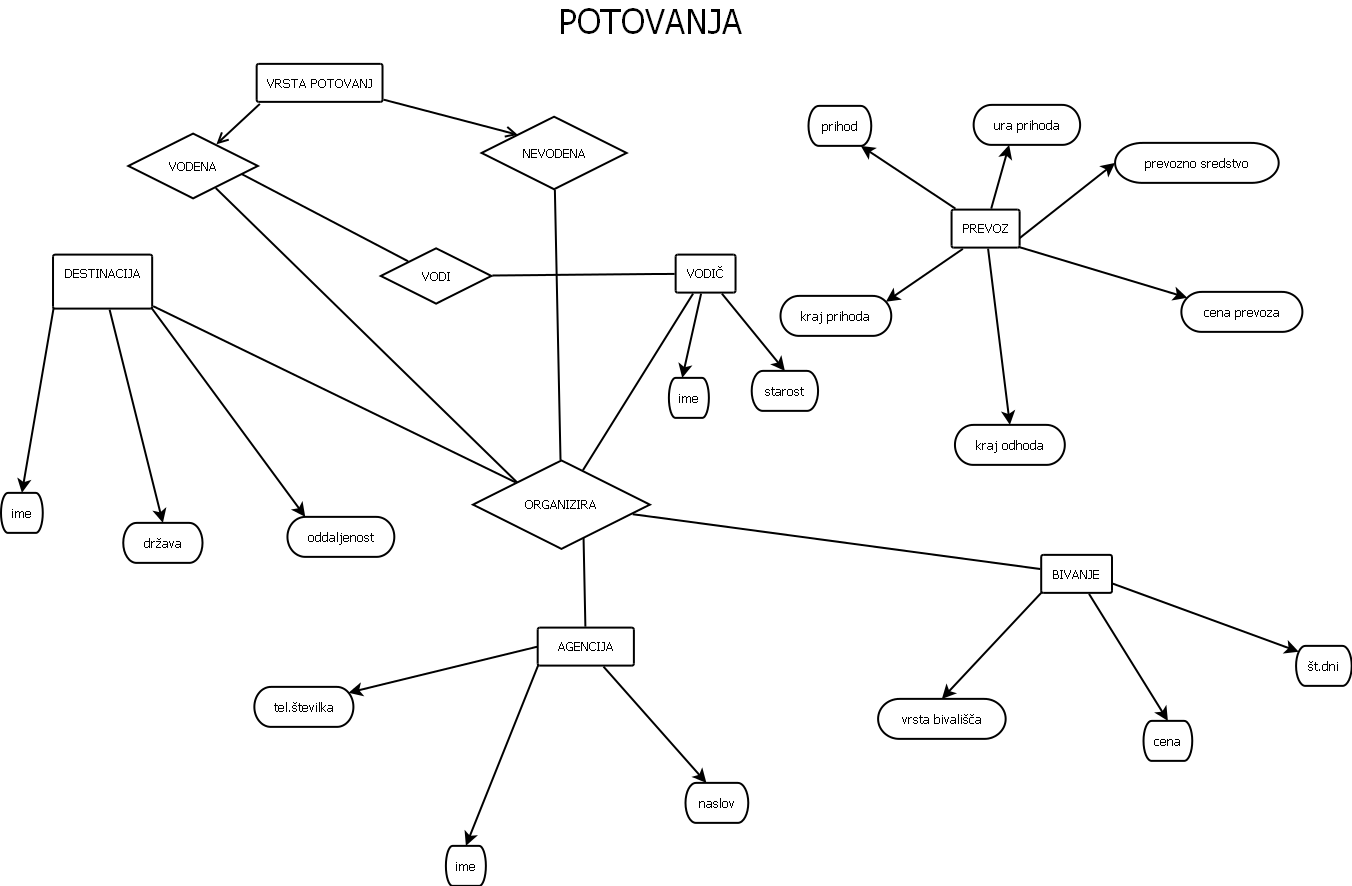 POTOVANJA
VRSTA POTOVANJ
prihod
ura prihoda
NEVODENA
VODENA
prevozno sredstvo
PREVOZ
DESTINACIJA
VODI
VODIČ
kraj prihoda
cena prevoza
ime
starost
kraj odhoda
ORGANIZIRA
ime
država
oddaljenost
BIVANJE
AGENCIJA
št.dni
tel.številka
vrsta bivališča
cena
naslov
ime